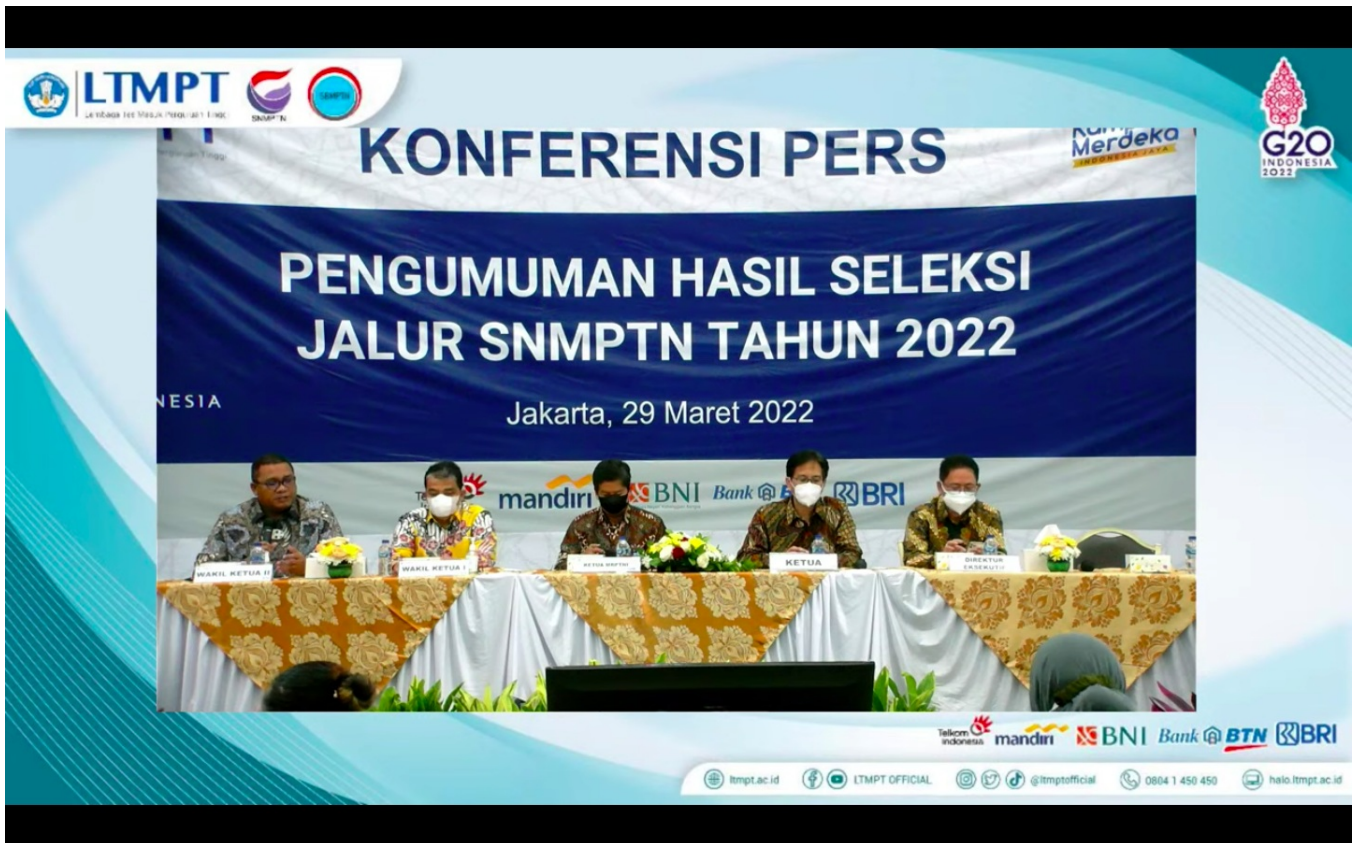 LTMPT
Lembaga Tes Masuk Perguruan Tinggi
SNMPTN
SBMPTN
G20
INDONESIA
2022
KONFERENSI PERS
Merdeka
INDONESIA JAYA
PENGUMUMAN HASIL SELEKSI
JALUR SNMPTN TAHUN 2022
NESIA
Jakarta, 29 Maret 2022
mandiri
BNI
Bank
BRI
WAKIL KETUA II
WAKIL KETUA I
KETUA
DIREKTUR
EKSEKUTIF
Telkom
Indonesia
mandiri
BNI
Bank BTN
BRI
ltmpt.ac.id
LTMPT OFFICIAL
@ltmptofficial
0804 1 450 450
halo.ltmpt.ac.id